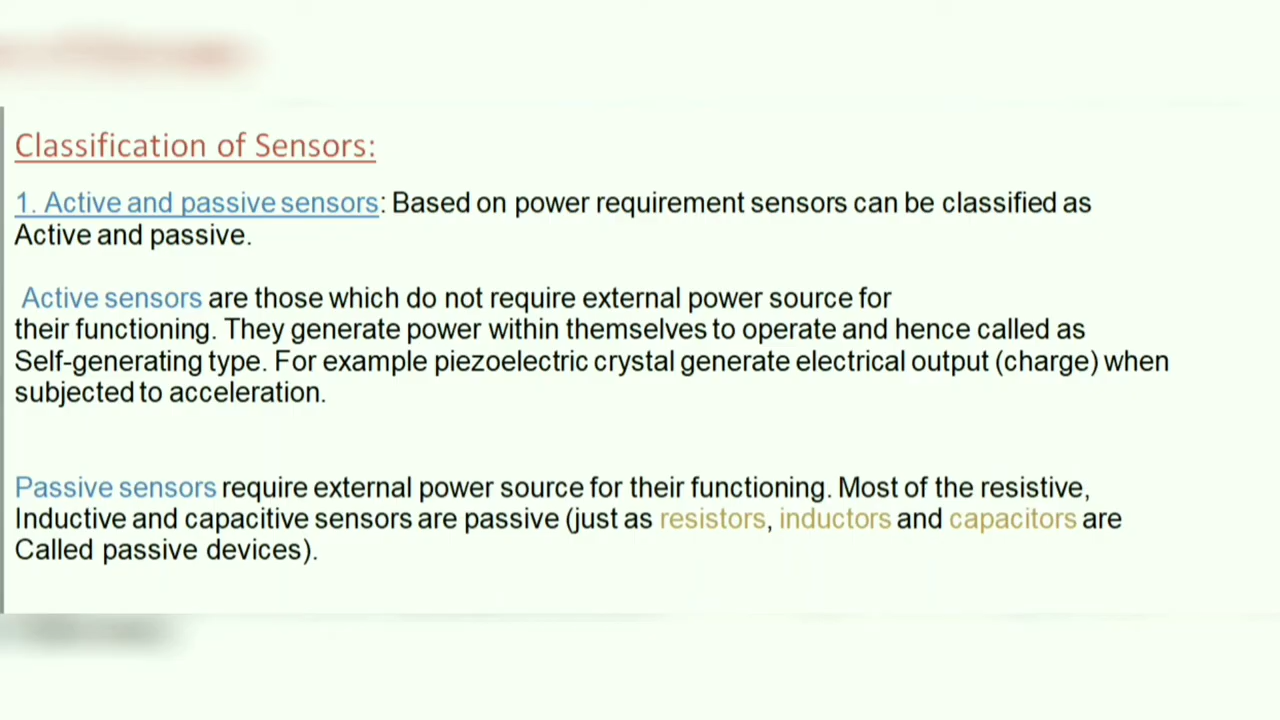 Classification of Sensors:
1. Active and passive sensors: Based on power requirement sensors can be classified as
Active and passive.
Active sensors are those which do not require external power source for
their functioning. They generate power within themselves to operate and hence called as
Self-generating type. For example piezoelectric crystal generate electrical output (charge) when
subjected to acceleration.
Passive sensors require external power source for their functioning. Most of the resistive,
Inductive and capacitive sensors are passive (just as resistors, inductors and capacitors are
Called passive devices).